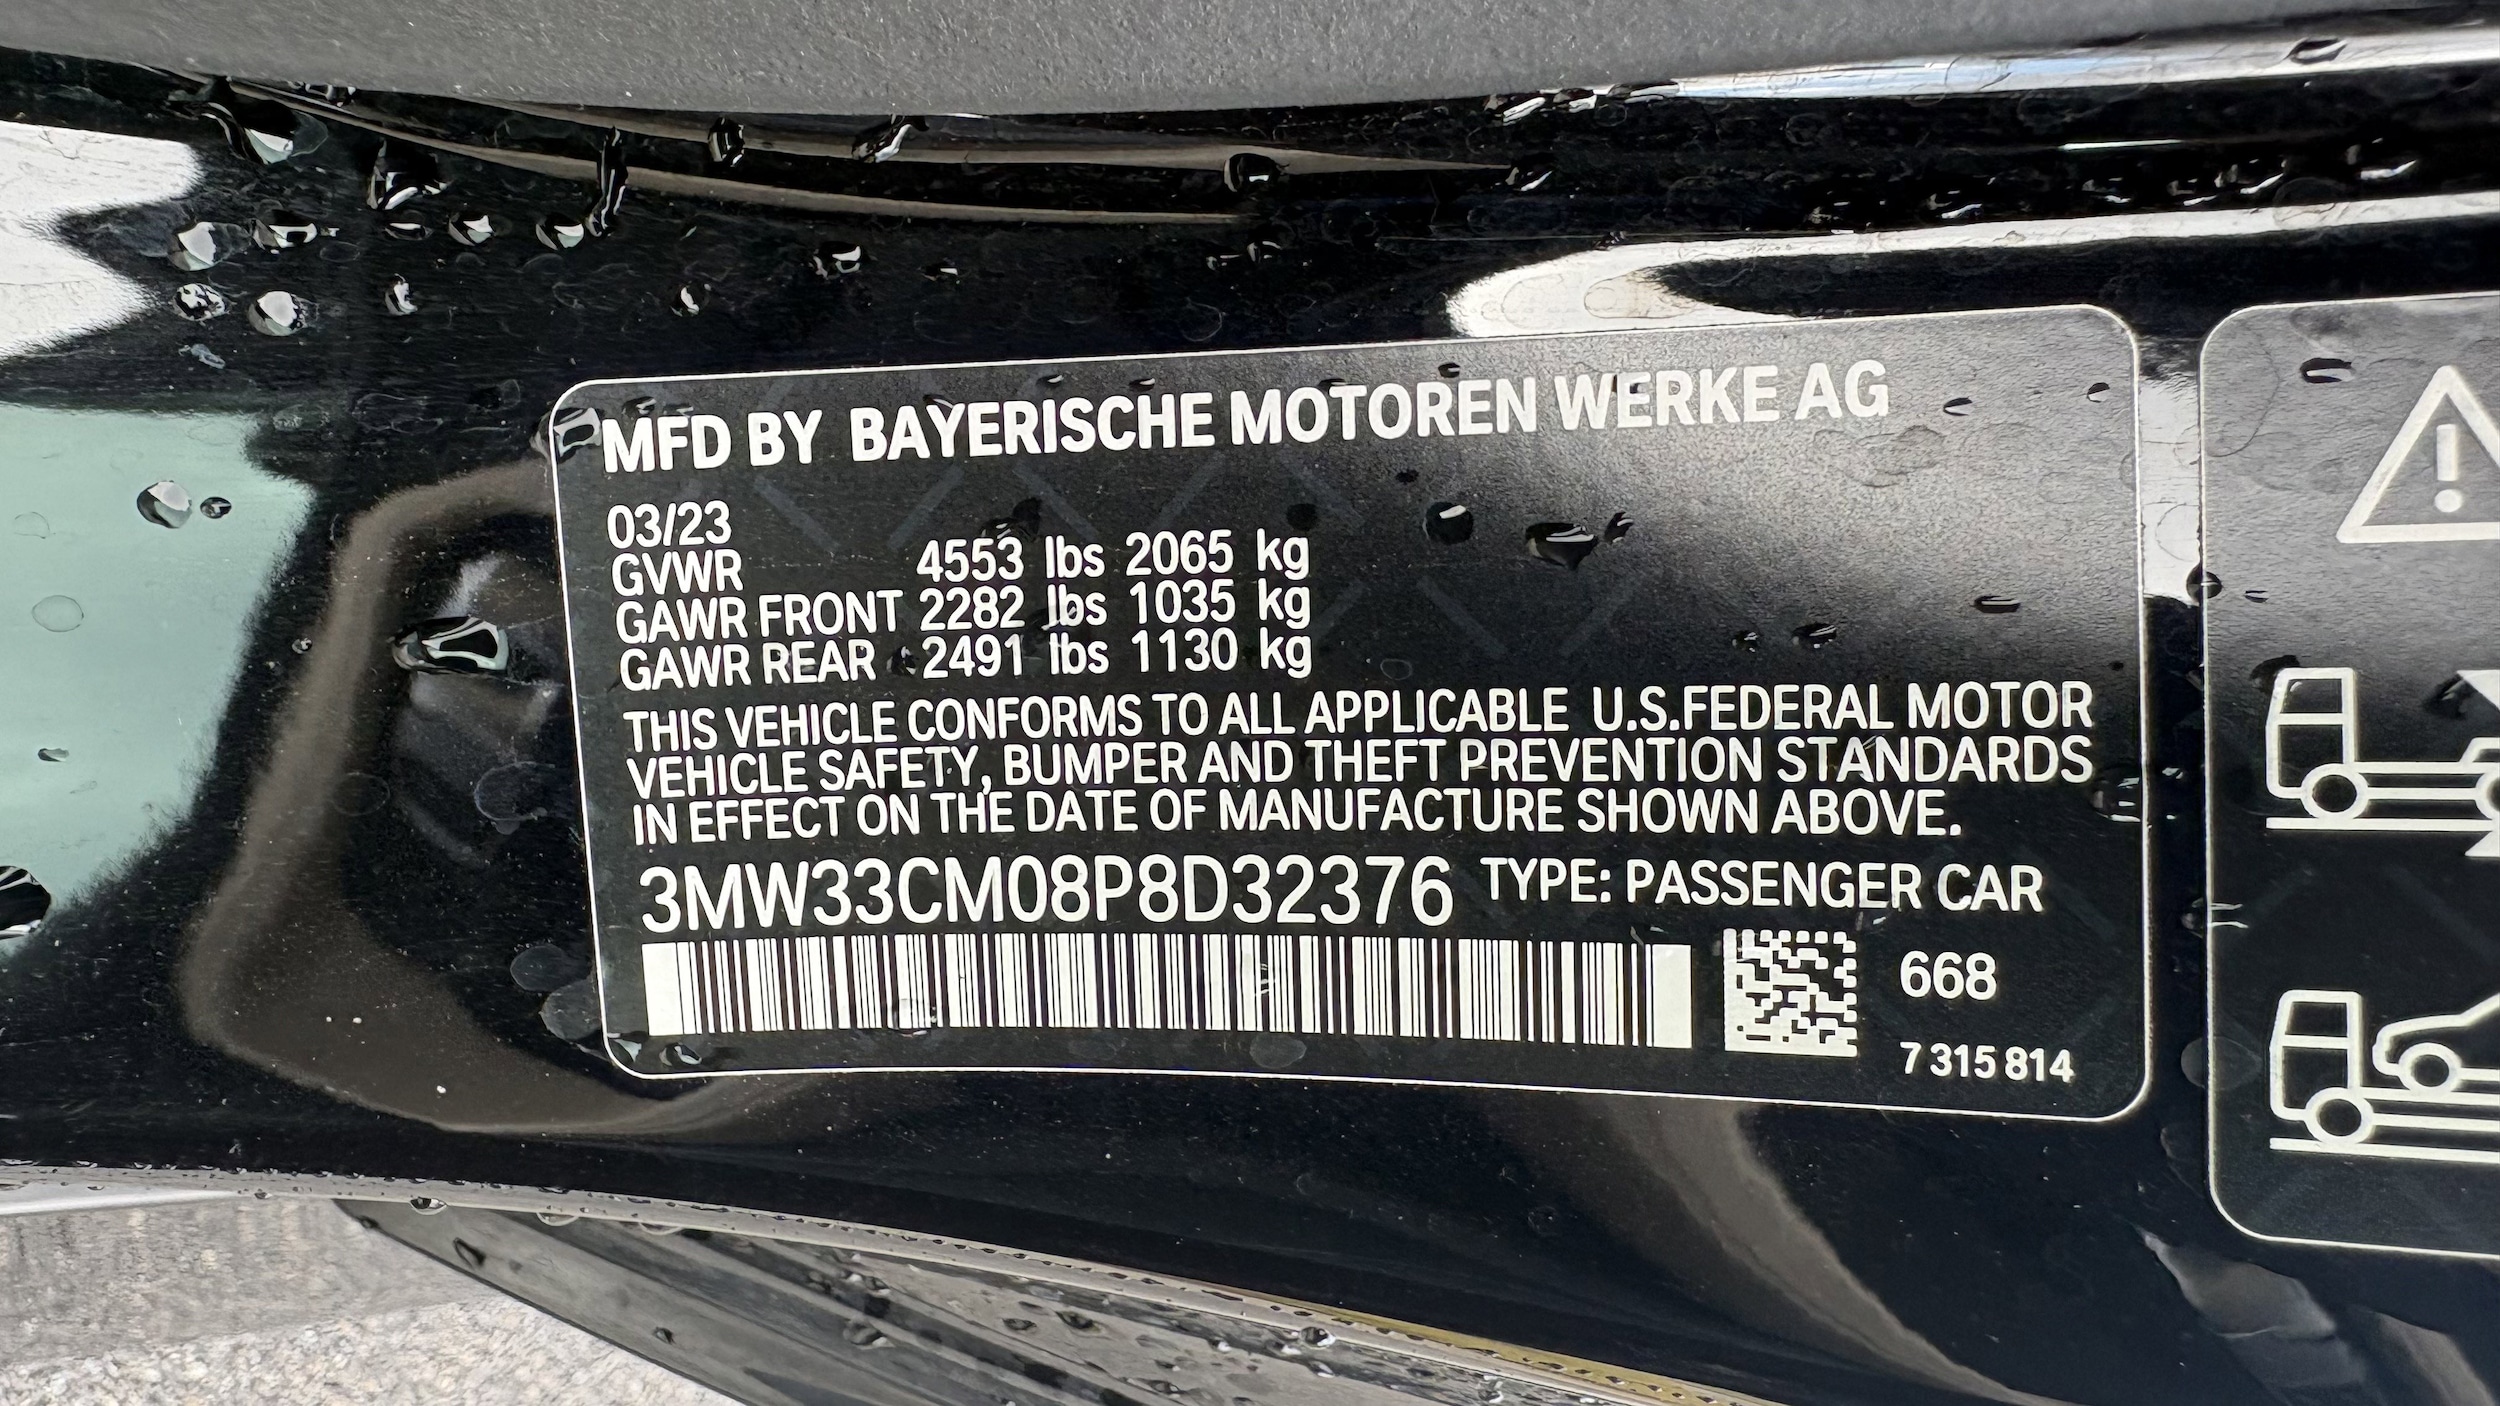 MFD BY BAYERISCHE MOTOREN WERKE AG
03/23
GVWR 4553 lbs 2065 kg
GAWR FRONT 2282 lbs 1035 kg
GAWR REAR 2491 lbs 1130 kg
THIS VEHICLE CONFORMS TO ALL APPLICABLE U.S.FEDERAL MOTOR
VEHICLE SAFETY, BUMPER AND THEFT PREVENTION STANDARDS
IN EFFECT ON THE DATE OF MANUFACTURE SHOWN ABOVE.
3MW33CM08P8D32376 TYPE: PASSENGER CAR
668
7 315 814